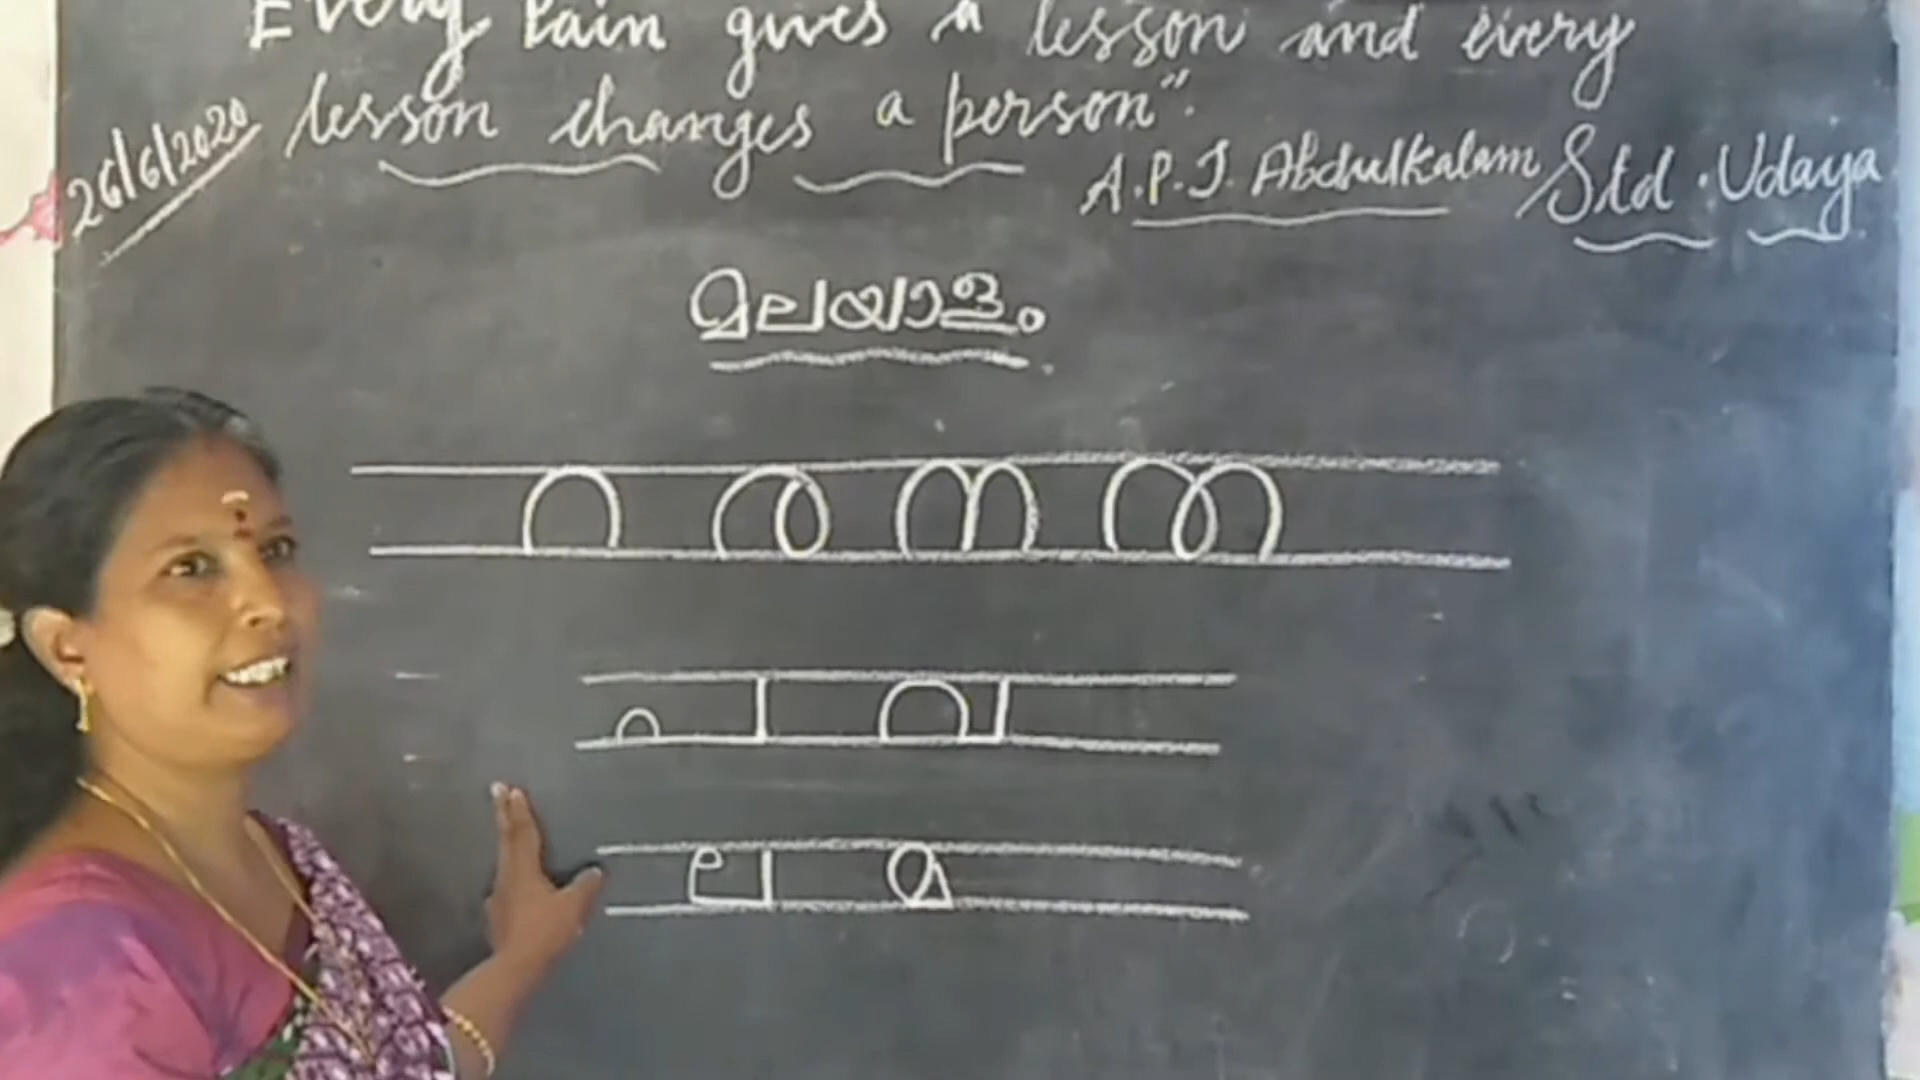 Every Pain gives a lesson and every
lesson changes a person".
26/6/2020
A.P.J. Abdulkalam
Std. Udaya
മലയാളം
റ ര ന ത
പ വ
ല മ